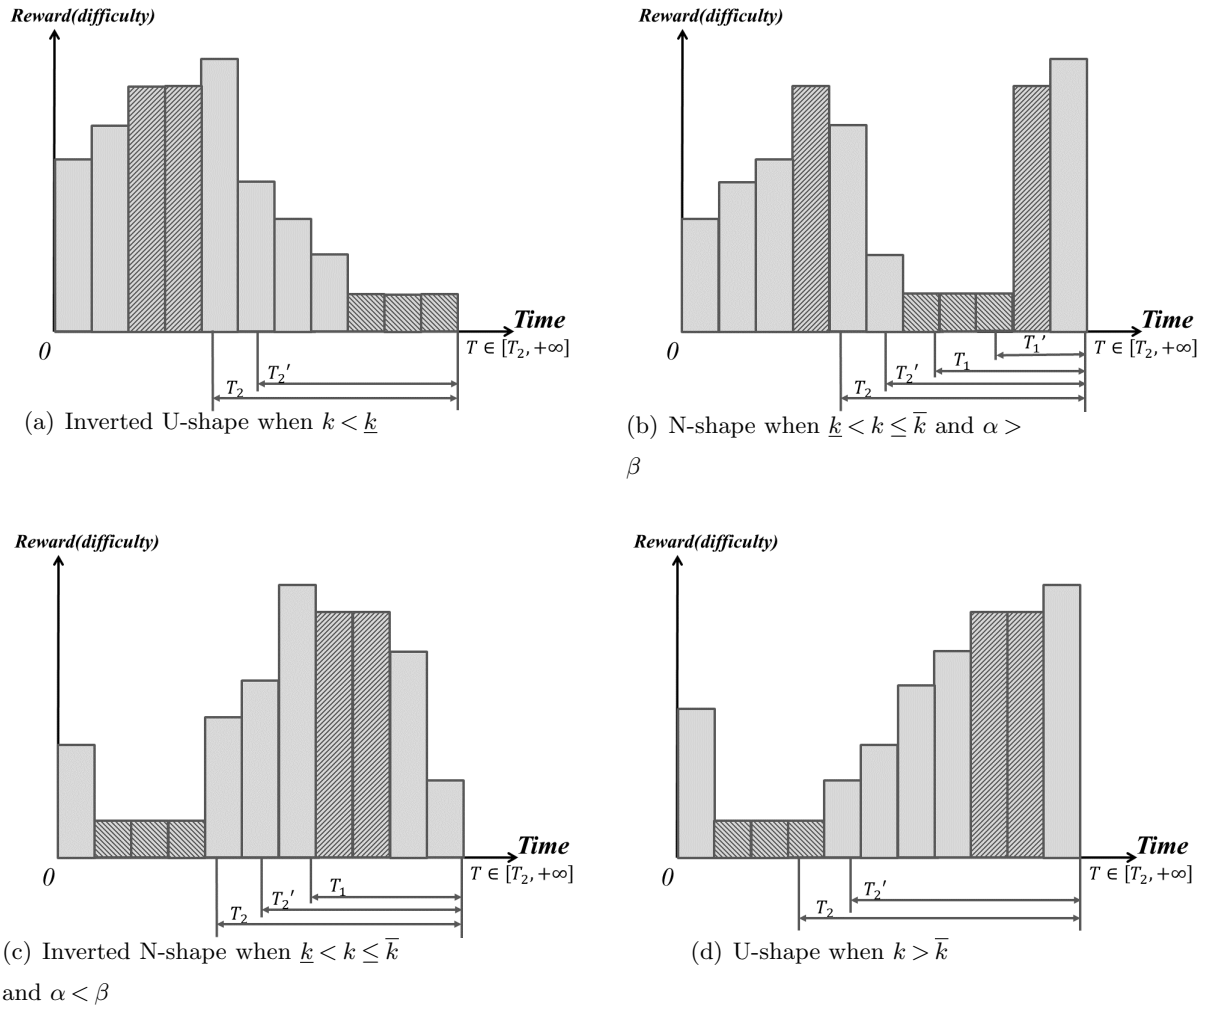 Reward(difficulty)
Time
0
T ∈ [T₂, +∞]
T₂′
T₂
(a) Inverted U-shape when k < k̲
Reward(difficulty)
Time
0
T₁′
T ∈ [T₂, +∞]
T₁
T₂′
T₂
(b) N-shape when k̲ < k ≤ k̅ and α >
β
Reward(difficulty)
Time
0
T ∈ [T₂, +∞]
T₁
T₂′
T₂
(c) Inverted N-shape when k̲ < k ≤ k̅
and α < β
Reward(difficulty)
Time
0
T ∈ [T₂, +∞]
T₂′
T₂
(d) U-shape when k > k̅